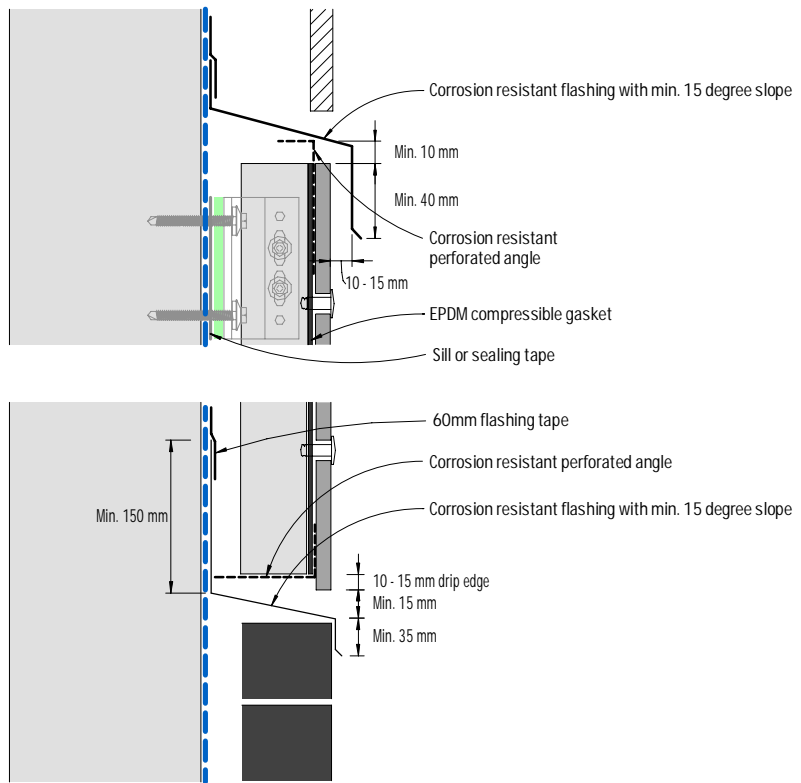 Corrosion resistant flashing with min. 15 degree slope
Min. 10 mm
Min. 40 mm
Corrosion resistant
perforated angle
10 - 15 mm
EPDM compressible gasket
Sill or sealing tape
60mm flashing tape
Corrosion resistant perforated angle
Corrosion resistant flashing with min. 15 degree slope
Min. 150 mm
10 - 15 mm drip edge
Min. 15 mm
Min. 35 mm